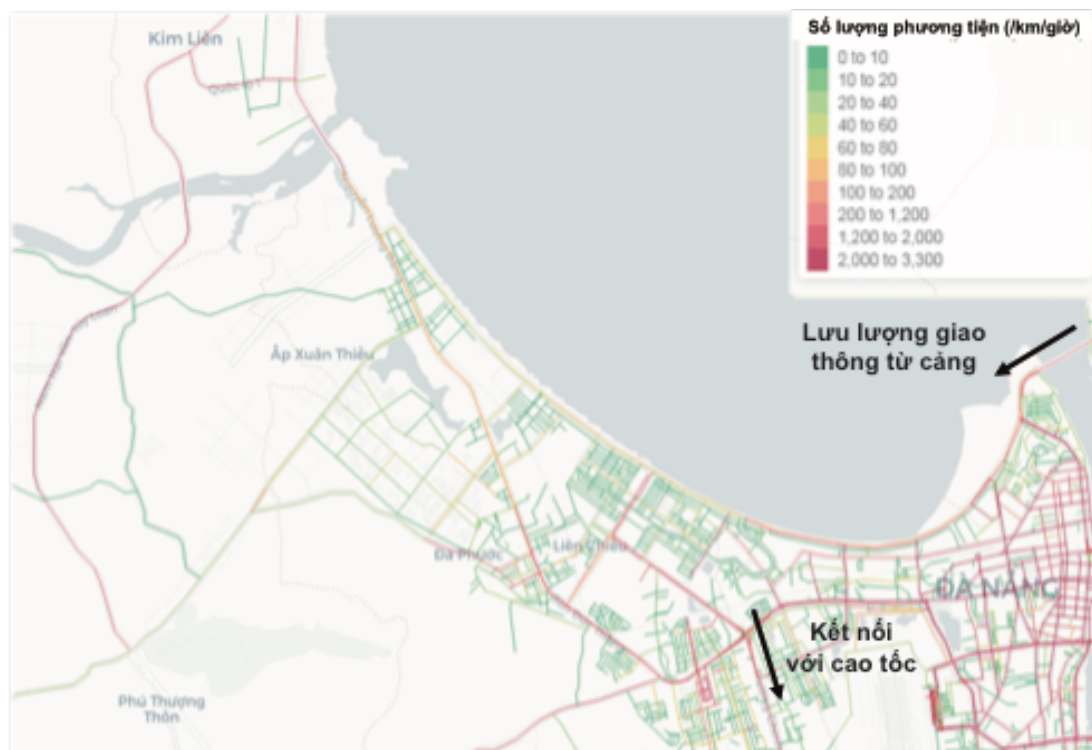 Số lượng phương tiện (/km/giờ)
0 to 10
10 to 20
20 to 40
40 to 60
60 to 80
80 to 100
100 to 200
200 to 1,200
1,200 to 2,000
2,000 to 3,300
Kim Liên
Quốc lộ 1
Lưu lượng giao
thông từ cảng
Ấp Xuân Thiều
Đa Phước
Liên Chiểu
ĐÀ NẴNG
Kết nối
với cao tốc
Phú Thượng
Thôn